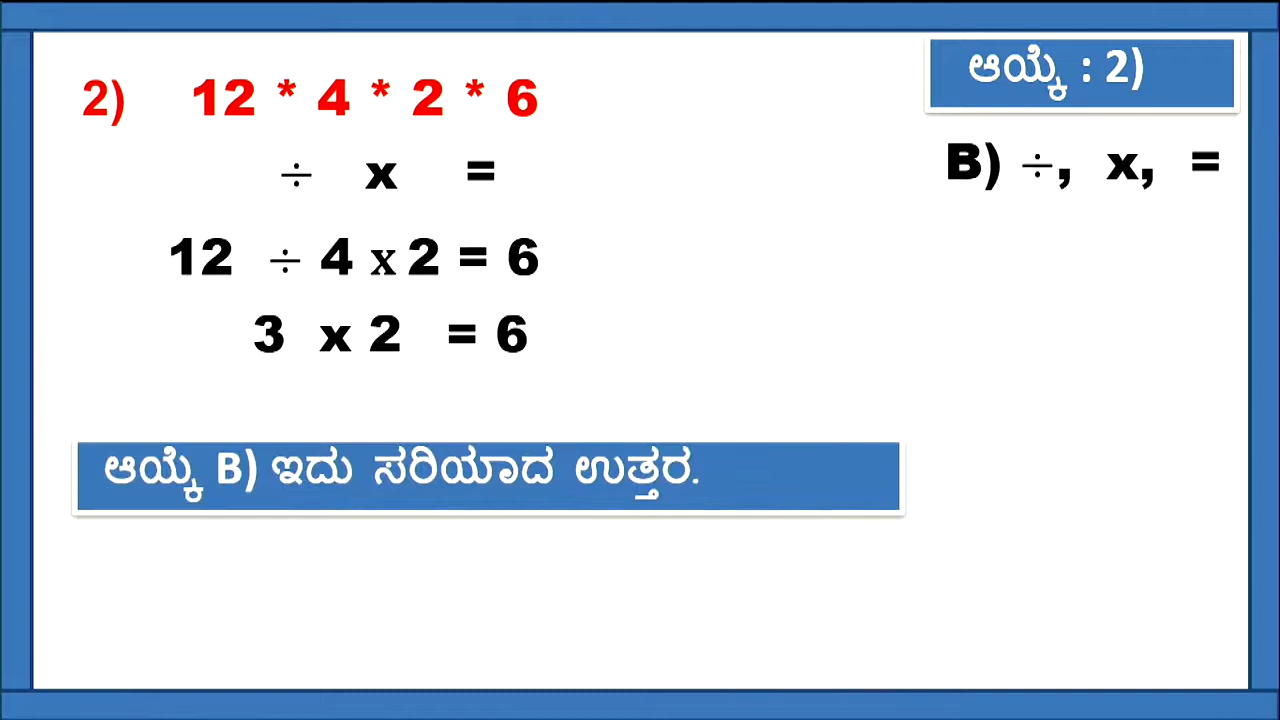 2) 12 * 4 * 2 * 6
÷ x =
12 ÷ 4 x 2 = 6
3 x 2 = 6
ಆಯ್ಕೆ B) ಇದು ಸರಿಯಾದ ಉತ್ತರ.
ಆಯ್ಕೆ : 2)
B) ÷, x, =